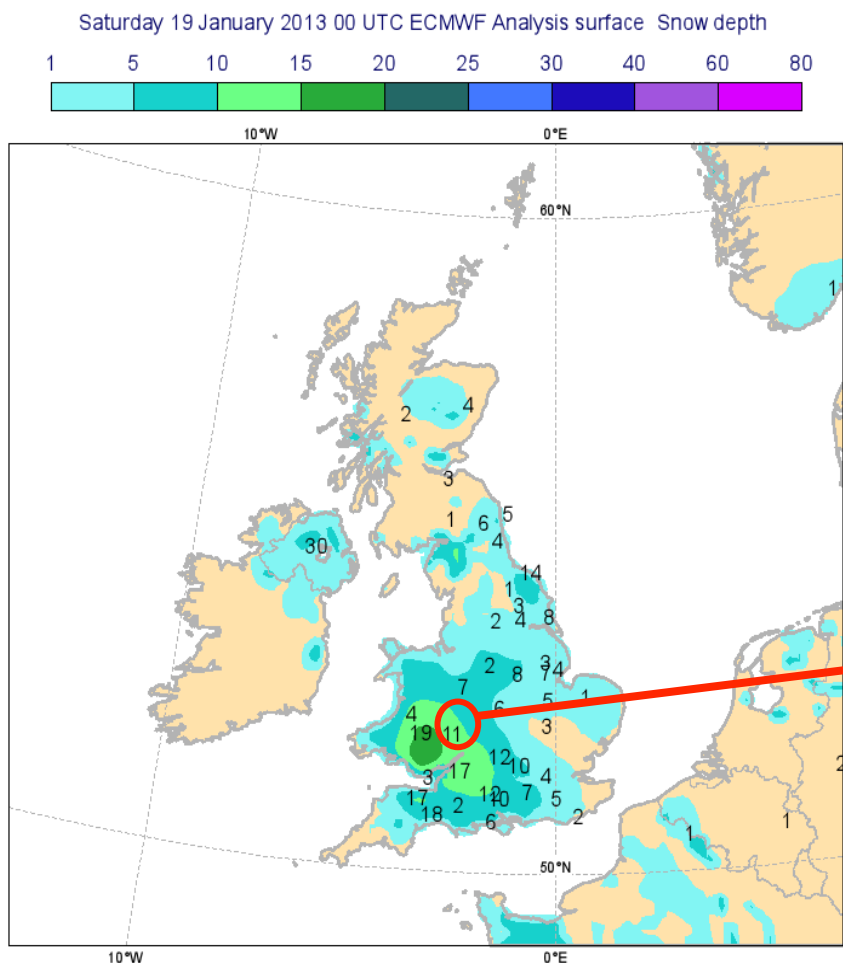 Saturday 19 January 2013 00 UTC ECMWF Analysis surface Snow depth
1 5 10 15 20 25 30 40 60 80
10°W 0°E
60°N
1
2 4
3
1 6 5
4
30
14
1
3
2 4 8
2 8 3
7 4
7
6 5 1
4
19 11 3
12
17 10 4 2
3
17 12 10 7 5
18 2 6 2
1 1
50°N
10°W 0°E